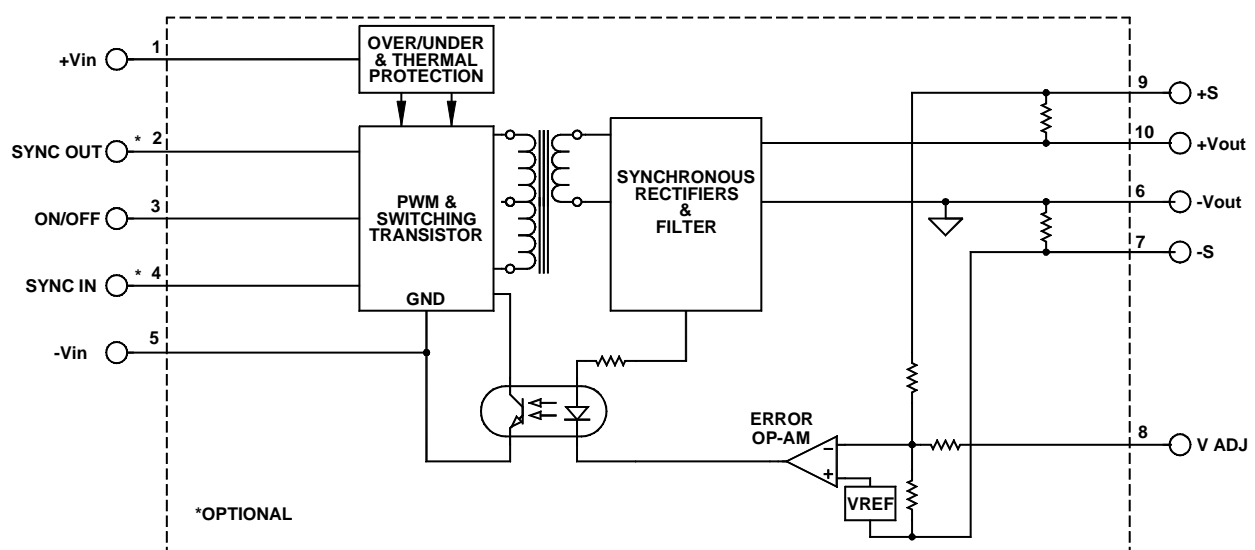 OVER/UNDER
& THERMAL
PROTECTION
+Vin
1
SYNC OUT
* 2
ON/OFF
3
SYNC IN
* 4
-Vin
5
PWM &
SWITCHING
TRANSISTOR
GND
SYNCHRONOUS
RECTIFIERS
&
FILTER
9
+S
10
+Vout
6
-Vout
7
-S
ERROR
OP-AM
−
+
VREF
8
V ADJ
*OPTIONAL